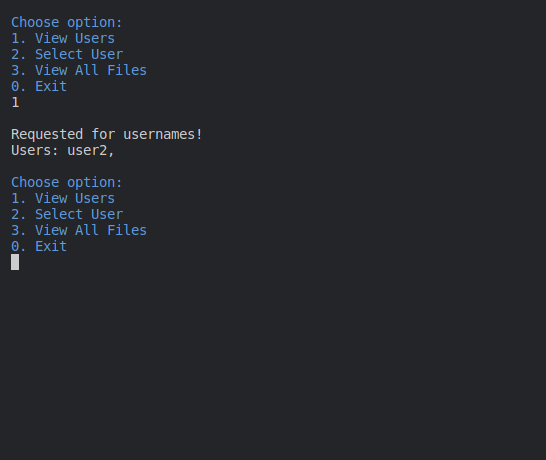 Choose option:
1. View Users
2. Select User
3. View All Files
0. Exit
1
Requested for usernames!
Users: user2,
Choose option:
1. View Users
2. Select User
3. View All Files
0. Exit